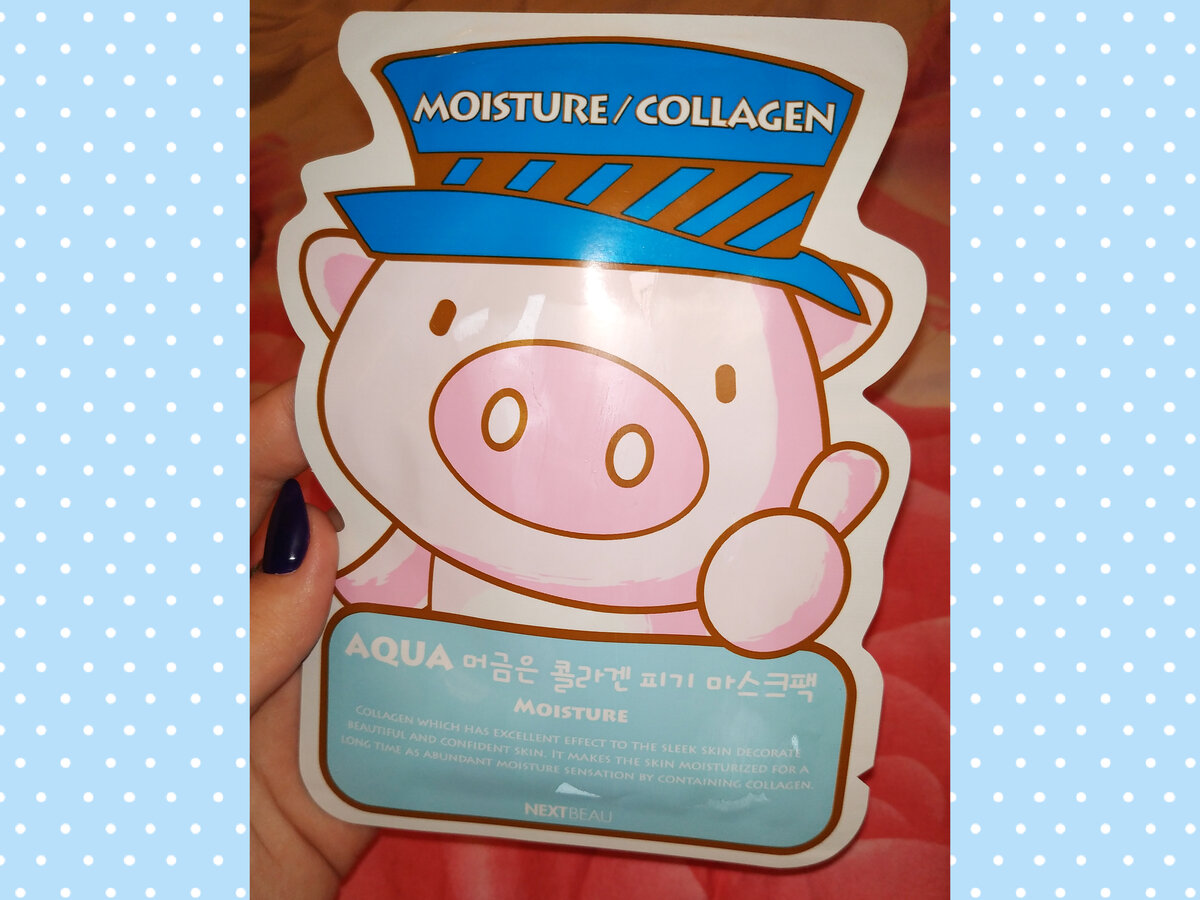 MOISTURE/COLLAGEN
AQUA 머금은 콜라겐 피기 마스크팩
MOISTURE
COLLAGEN WHICH HAS EXCELLENT EFFECT TO THE SLEEK SKIN DECORATE
BEAUTIFUL AND CONFIDENT SKIN. IT MAKES THE SKIN MOISTURIZED FOR A
LONG TIME AS ABUNDANT MOISTURE SENSATION BY CONTAINING COLLAGEN.
NEXTBEAU